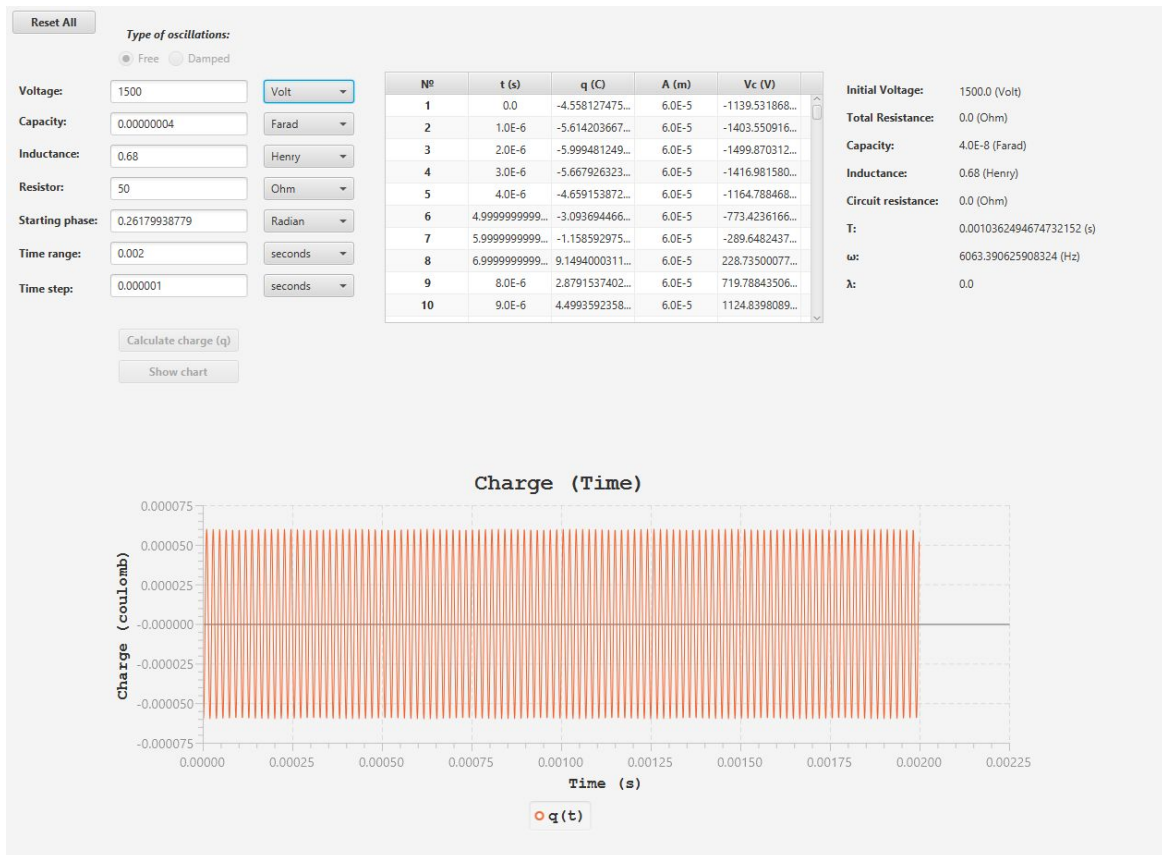 Reset All
Type of oscillations:
Free Damped
Voltage: 1500 Volt
Capacity: 0.00000004 Farad
Inductance: 0.68 Henry
Resistor: 50 Ohm
Starting phase: 0.26179938779 Radian
Time range: 0.002 seconds
Time step: 0.000001 seconds
Calculate charge (q)
Show chart
Nº t (s) q (C) A (m) Vc (V)
1 0.0 -4.558127475... 6.0E-5 -1139.531868...
2 1.0E-6 -5.614203667... 6.0E-5 -1403.550916...
3 2.0E-6 -5.999481249... 6.0E-5 -1499.870312...
4 3.0E-6 -5.667926323... 6.0E-5 -1416.981580...
5 4.0E-6 -4.659153872... 6.0E-5 -1164.788468...
6 4.9999999999... -3.093694466... 6.0E-5 -773.4236166...
7 5.9999999999... -1.158592975... 6.0E-5 -289.6482437...
8 6.9999999999... 9.1494000311... 6.0E-5 228.73500077...
9 8.0E-6 2.8791537402... 6.0E-5 719.78843506...
10 9.0E-6 4.4993592358... 6.0E-5 1124.8398089...
Initial Voltage: 1500.0 (Volt)
Total Resistance: 0.0 (Ohm)
Capacity: 4.0E-8 (Farad)
Inductance: 0.68 (Henry)
Circuit resistance: 0.0 (Ohm)
T: 0.0010362494674732152 (s)
ω: 6063.390625908324 (Hz)
λ: 0.0
Charge (Time)
Charge (coulomb)
0.000075
0.000050
0.000025
-0.000000
-0.000025
-0.000050
-0.000075
0.00000 0.00025 0.00050 0.00075 0.00100 0.00125 0.00150 0.00175 0.00200 0.00225
Time (s)
q(t)